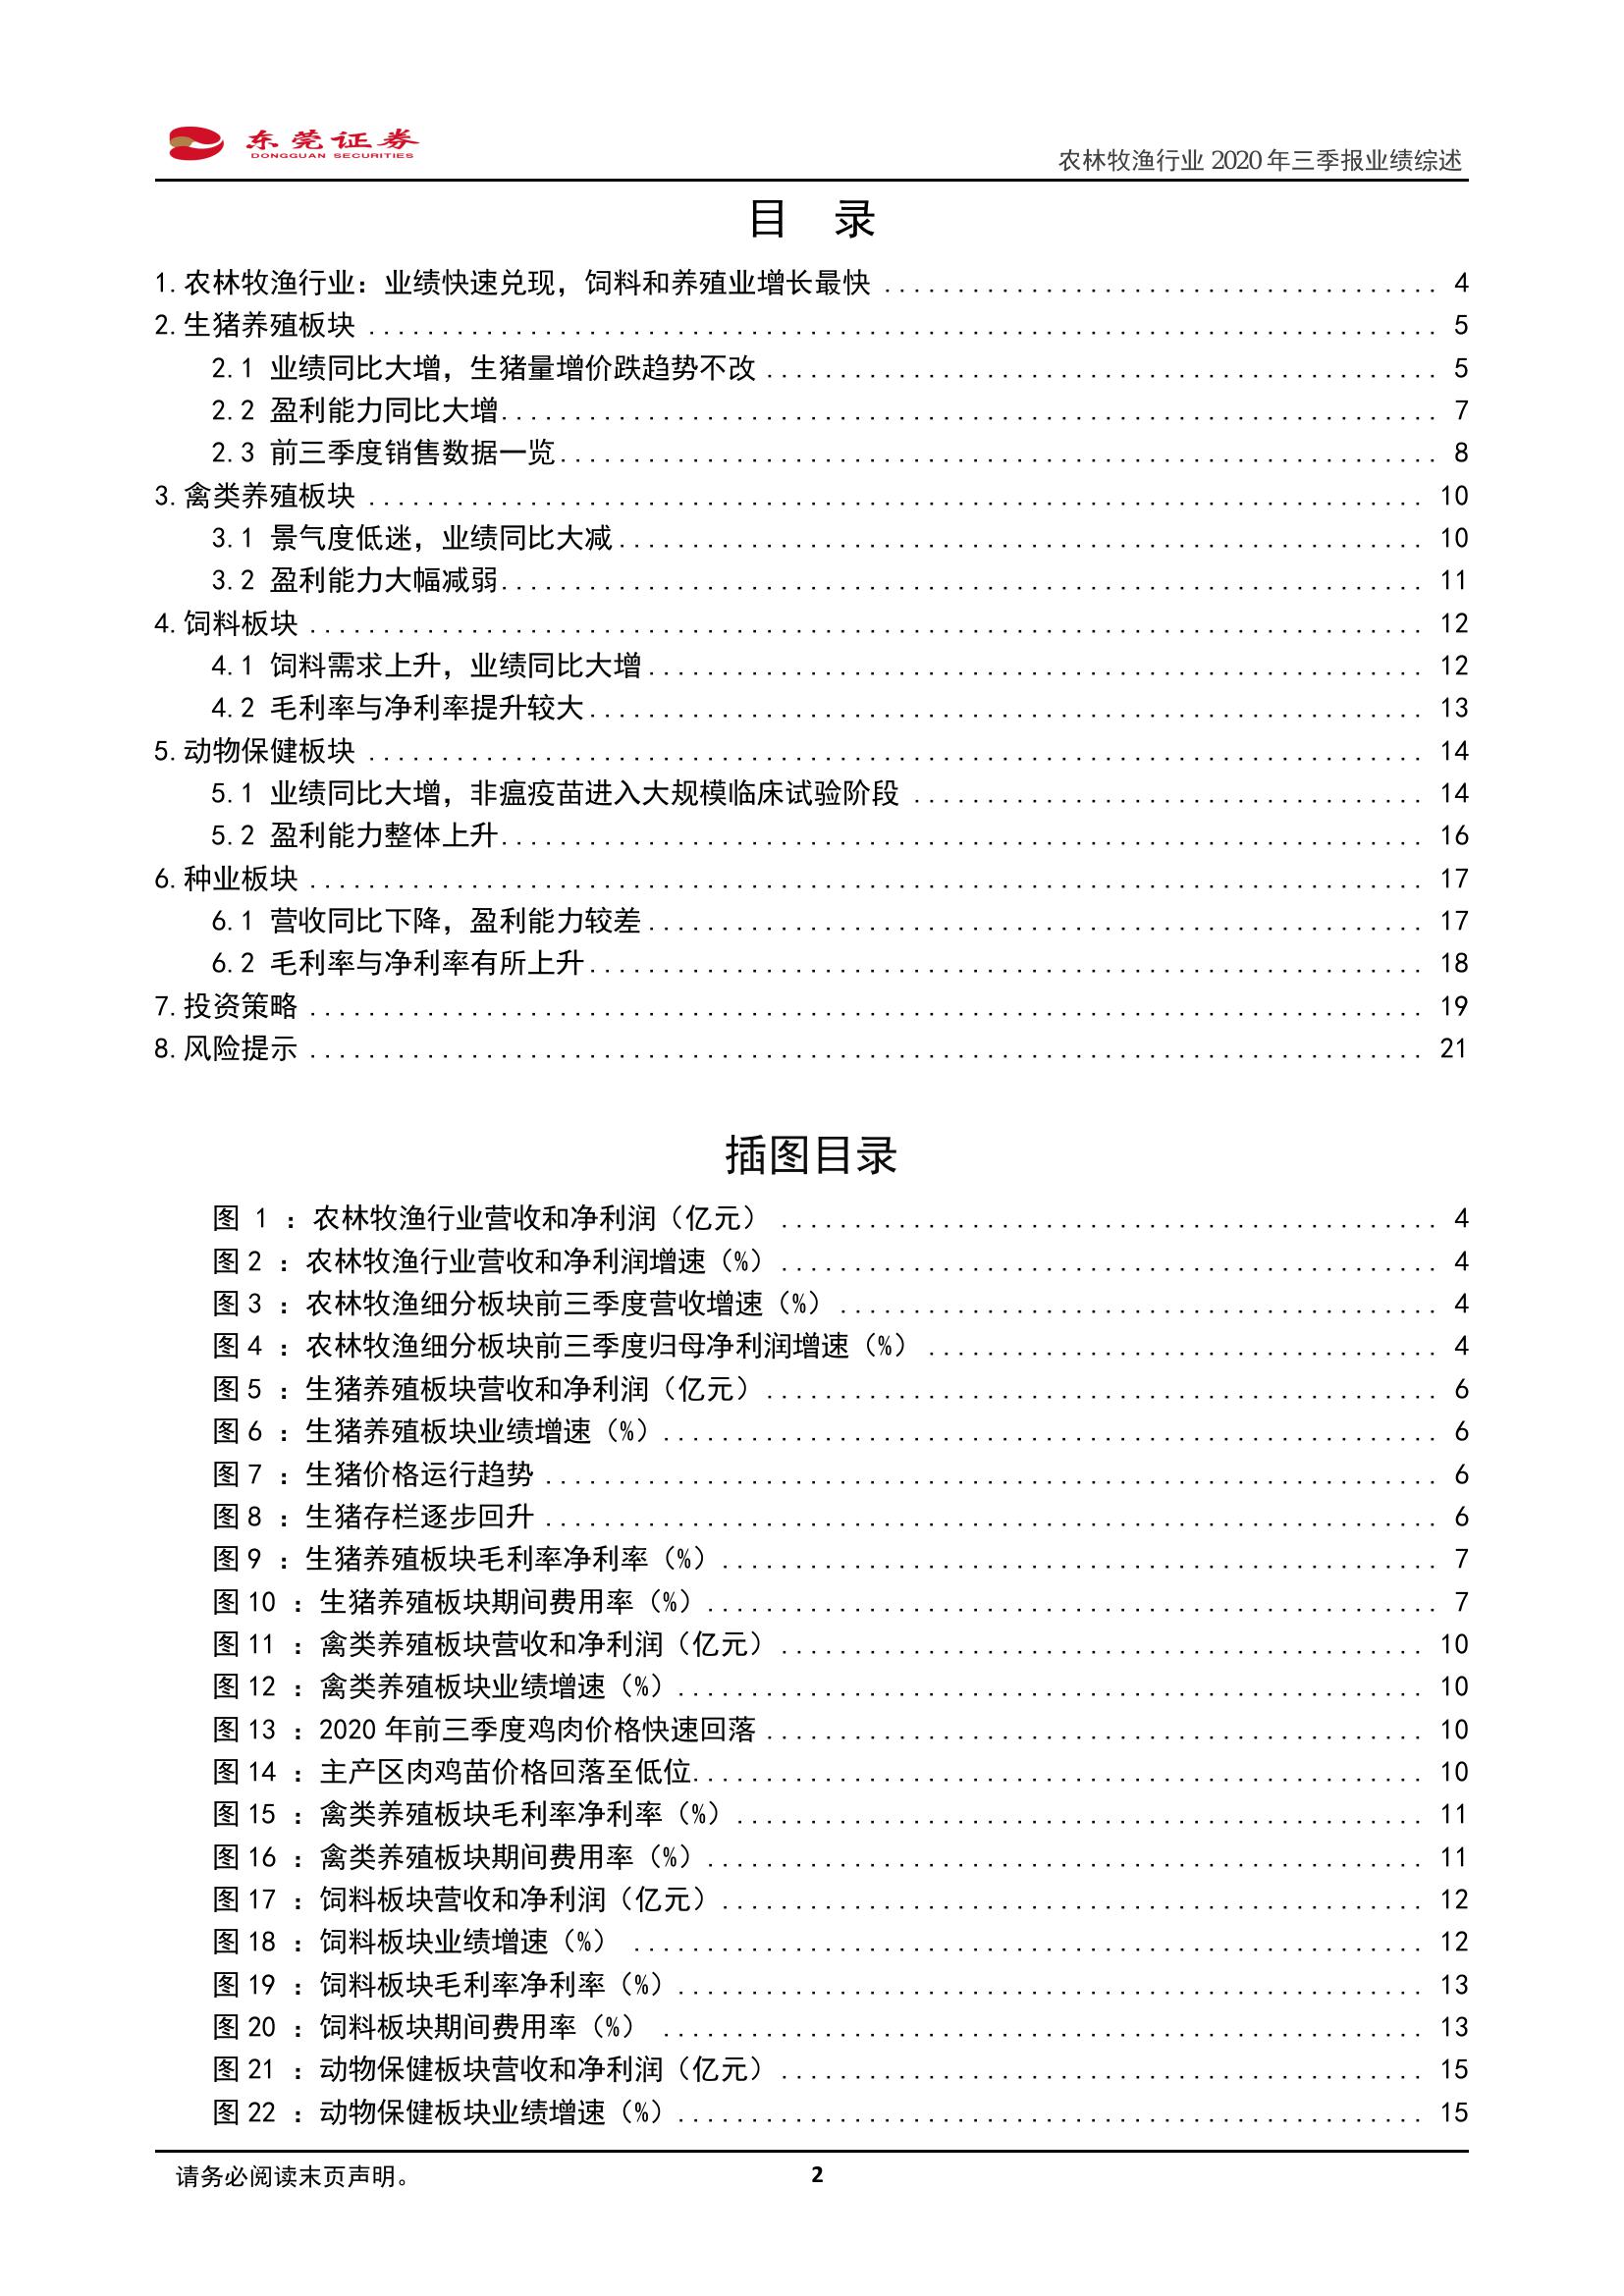 东莞证券
DONGGUAN SECURITIES
农林牧渔行业 2020 年三季报业绩综述
目 录
1.农林牧渔行业：业绩快速兑现，饲料和养殖业增长最快 ........ 4
2.生猪养殖板块 ........ 5
2.1 业绩同比大增，生猪量增价跌趋势不改 ........ 5
2.2 盈利能力同比大增 ........ 7
2.3 前三季度销售数据一览 ........ 8
3.禽类养殖板块 ........ 10
3.1 景气度低迷，业绩同比大减 ........ 10
3.2 盈利能力大幅减弱 ........ 11
4.饲料板块 ........ 12
4.1 饲料需求上升，业绩同比大增 ........ 12
4.2 毛利率与净利率提升较大 ........ 13
5.动物保健板块 ........ 14
5.1 业绩同比大增，非瘟疫苗进入大规模临床试验阶段 ........ 14
5.2 盈利能力整体上升 ........ 16
6.种业板块 ........ 17
6.1 营收同比下降，盈利能力较差 ........ 17
6.2 毛利率与净利率有所上升 ........ 18
7.投资策略 ........ 19
8.风险提示 ........ 21
插图目录
图 1 ：农林牧渔行业营收和净利润（亿元） ........ 4
图 2 ：农林牧渔行业营收和净利润增速（%） ........ 4
图 3 ：农林牧渔细分板块前三季度营收增速（%） ........ 4
图 4 ：农林牧渔细分板块前三季度归母净利润增速（%） ........ 4
图 5 ：生猪养殖板块营收和净利润（亿元） ........ 6
图 6 ：生猪养殖板块业绩增速（%） ........ 6
图 7 ：生猪价格运行趋势 ........ 6
图 8 ：生猪存栏逐步回升 ........ 6
图 9 ：生猪养殖板块毛利率净利率（%） ........ 7
图 10 ：生猪养殖板块期间费用率（%） ........ 7
图 11 ：禽类养殖板块营收和净利润（亿元） ........ 10
图 12 ：禽类养殖板块业绩增速（%） ........ 10
图 13 ：2020 年前三季度鸡肉价格快速回落 ........ 10
图 14 ：主产区肉鸡苗价格回落至低位 ........ 10
图 15 ：禽类养殖板块毛利率净利率（%） ........ 11
图 16 ：禽类养殖板块期间费用率（%） ........ 11
图 17 ：饲料板块营收和净利润（亿元） ........ 12
图 18 ：饲料板块业绩增速（%） ........ 12
图 19 ：饲料板块毛利率净利率（%） ........ 13
图 20 ：饲料板块期间费用率（%） ........ 13
图 21 ：动物保健板块营收和净利润（亿元） ........ 15
图 22 ：动物保健板块业绩增速（%） ........ 15
请务必阅读末页声明。
2